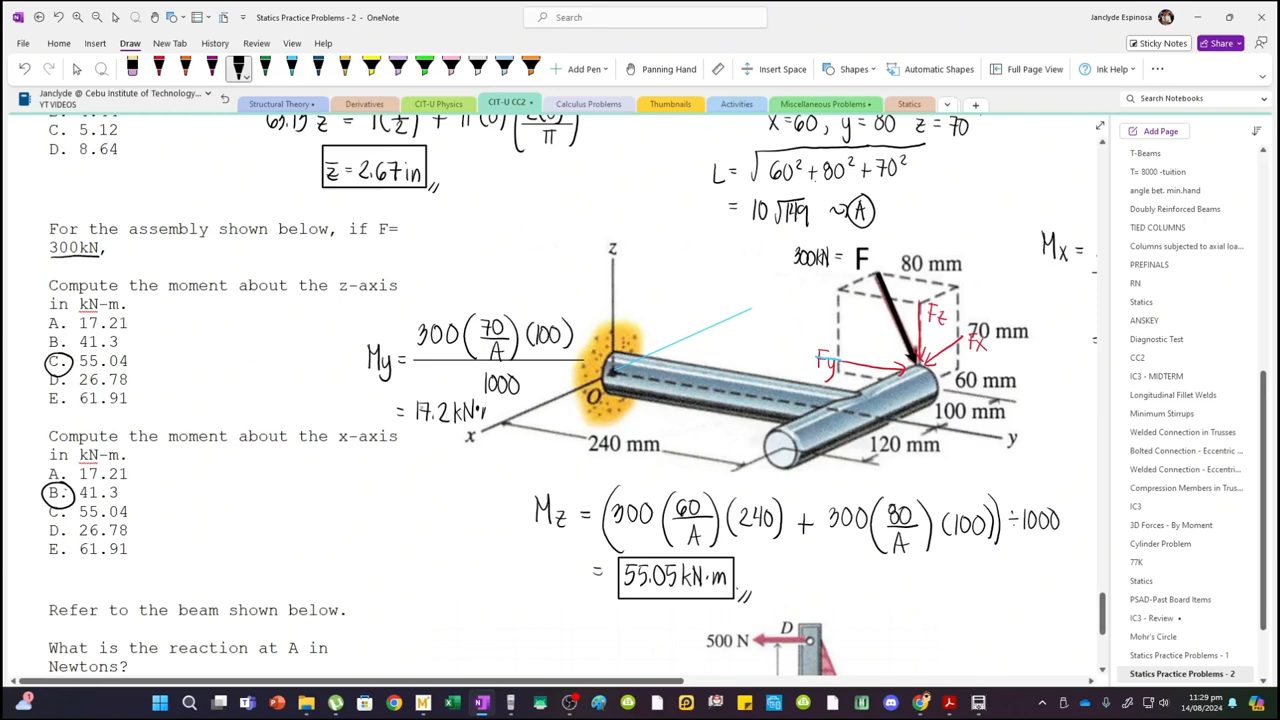 Statics Practice Problems - 2 - OneNote
Search
Janclyde Espinosa
File Home Insert Draw New Tab History Review View Help
Sticky Notes
Share
Add Pen
Panning Hand
Insert Space
Shapes
Automatic Shapes
Full Page View
Ink Help
Janclyde @ Cebu Institute of Technology...
YT VIDEOS
Structural Theory
Derivatives
CIT-U Physics
CIT-U CC2
Calculus Problems
Thumbnails
Activities
Miscellaneous Problems
Statics
Search Notebooks
Add Page
C. 5.12
D. 8.64
z̅ = 2.67 in
X=60, y=80 z=70
L = √60²+80²+70²
= 10√149 ~ A
For the assembly shown below, if F=
300kN,
Compute the moment about the z-axis
in kN-m.
A. 17.21
B. 41.3
C. 55.04
D. 26.78
E. 61.91
Compute the moment about the x-axis
in kN-m.
A. 17.21
B. 41.3
C. 55.04
D. 26.78
E. 61.91
My = 300(70/A)(100)
1000
= 17.2 kN·
z
300kN = F
80 mm
Fz
70 mm
Fx
Fy
60 mm
100 mm
O
x
240 mm
120 mm
y
Mx =
Mz = (300(60/A)(240) + 300(80/A)(100)) ÷1000
= 55.05 kN·m
Refer to the beam shown below.
What is the reaction at A in
Newtons?
500 N
D
T-Beams
T= 8000 -tuition
angle bet. min.hand
Doubly Reinforced Beams
TIED COLUMNS
Columns subjected to axial loa...
PREFINALS
RN
Statics
ANSKEY
Diagnostic Test
CC2
IC3 - MIDTERM
Longitudinal Fillet Welds
Minimum Stirrups
Welded Connection in Trusses
Bolted Connection - Eccentric ...
Welded Connection - Eccentri...
Compression Members in Trus...
IC3
3D Forces - By Moment
Cylinder Problem
77K
Statics
PSAD-Past Board Items
IC3 - Review
Mohr's Circle
Statics Practice Problems - 1
Statics Practice Problems - 2
11:29 pm
14/08/2024